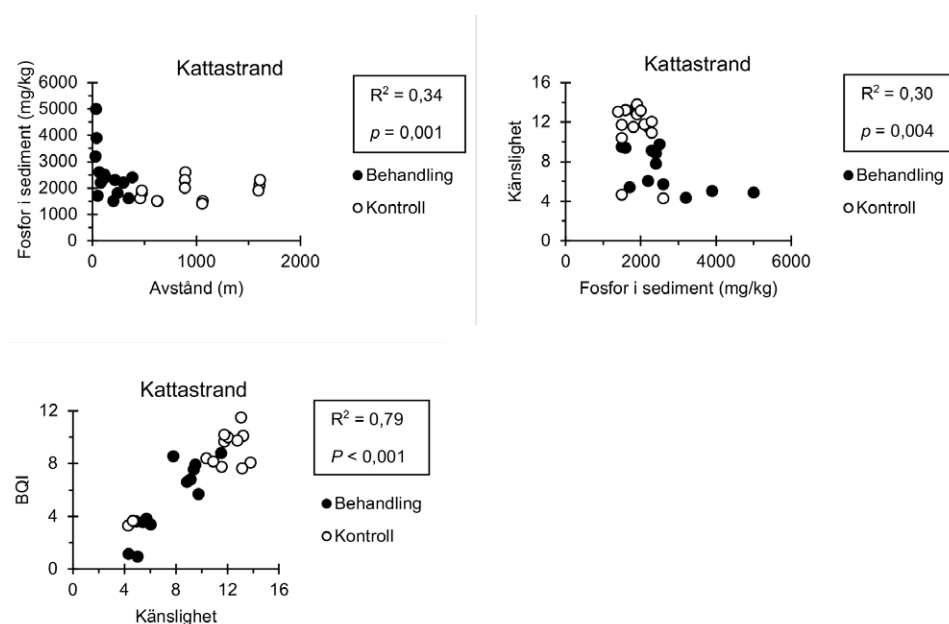 Kattastrand
Fosfor i sediment (mg/kg)
6000
5000
4000
3000
2000
1000
0
0 1000 2000
Avstånd (m)
R² = 0,34
p = 0,001
Behandling
Kontroll
Kattastrand
Känslighet
16
12
8
4
0
0 2000 4000 6000
Fosfor i sediment (mg/kg)
R² = 0,30
p = 0,004
Behandling
Kontroll
Kattastrand
BQI
12
8
4
0
0 4 8 12 16
Känslighet
R² = 0,79
P < 0,001
Behandling
Kontroll